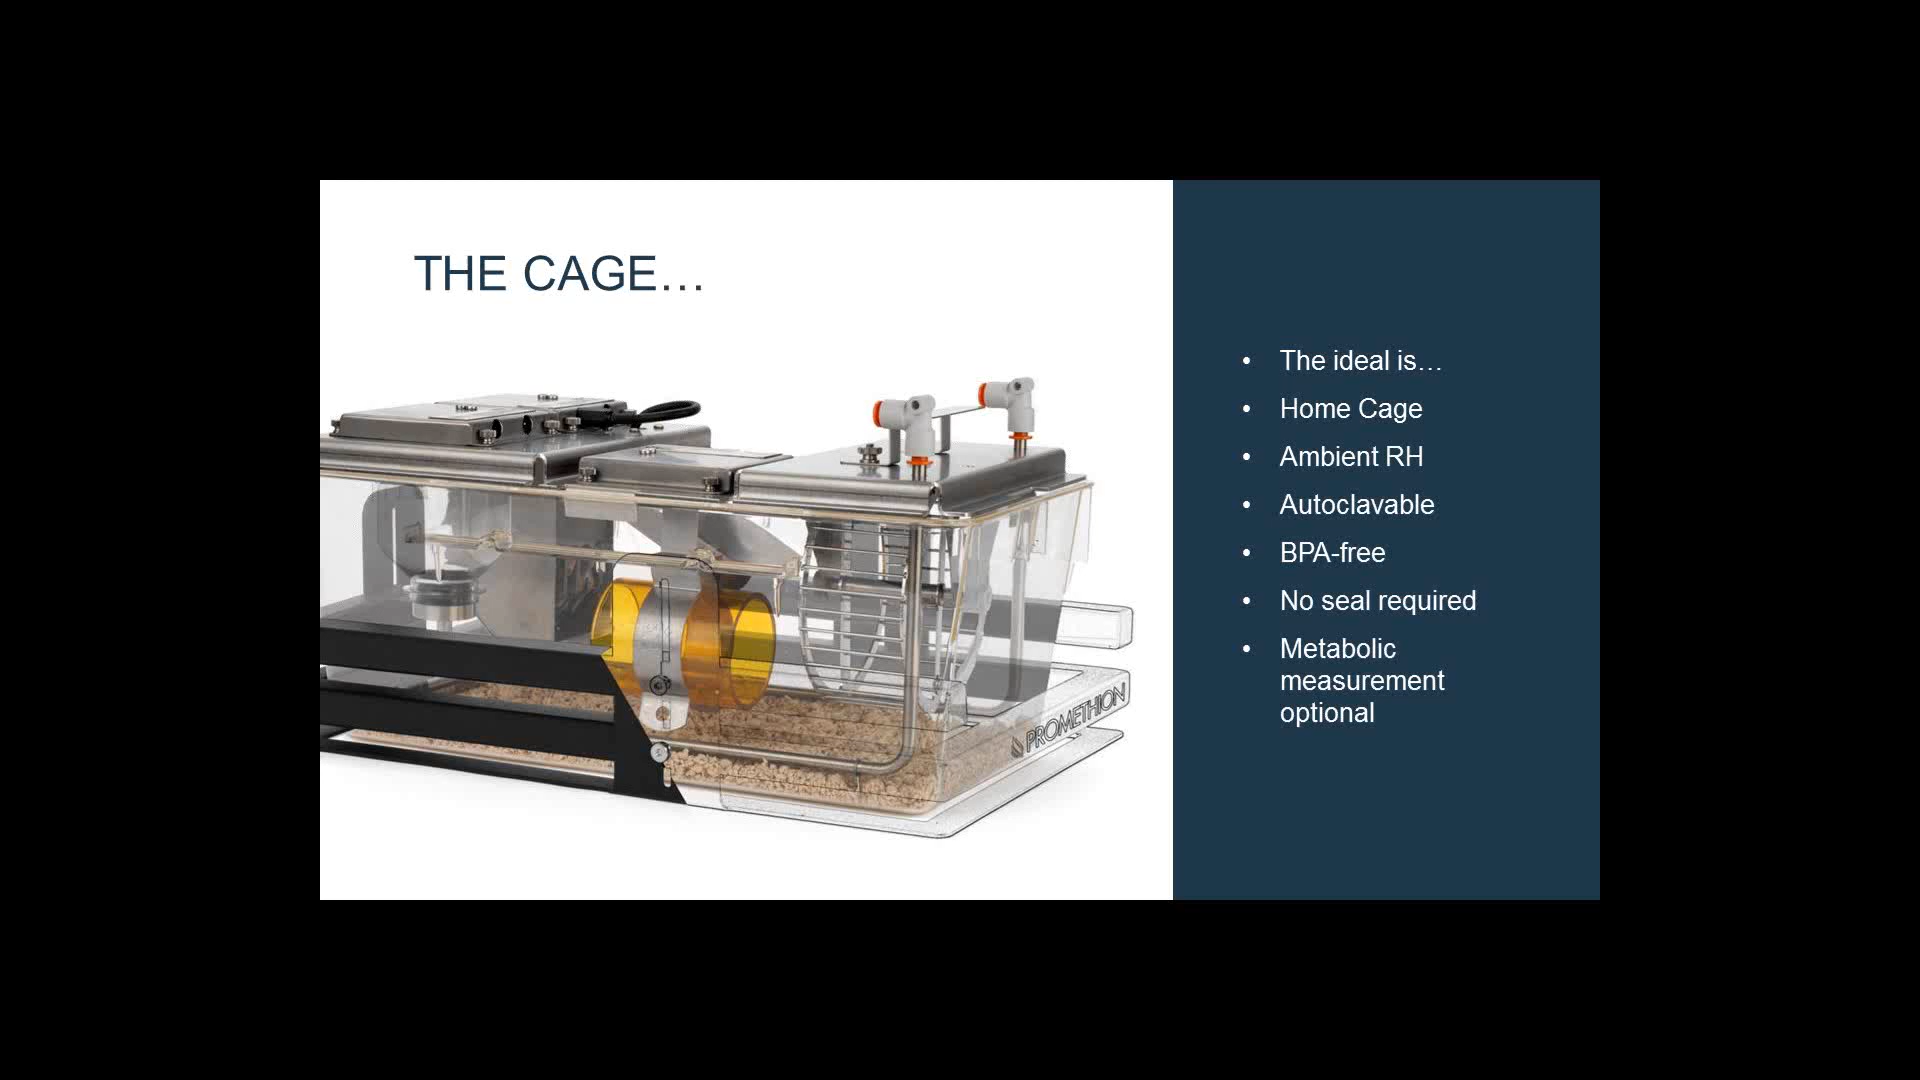 THE CAGE…
The ideal is…
Home Cage
Ambient RH
Autoclavable
BPA-free
No seal required
Metabolic
measurement
optional
PROMETHION